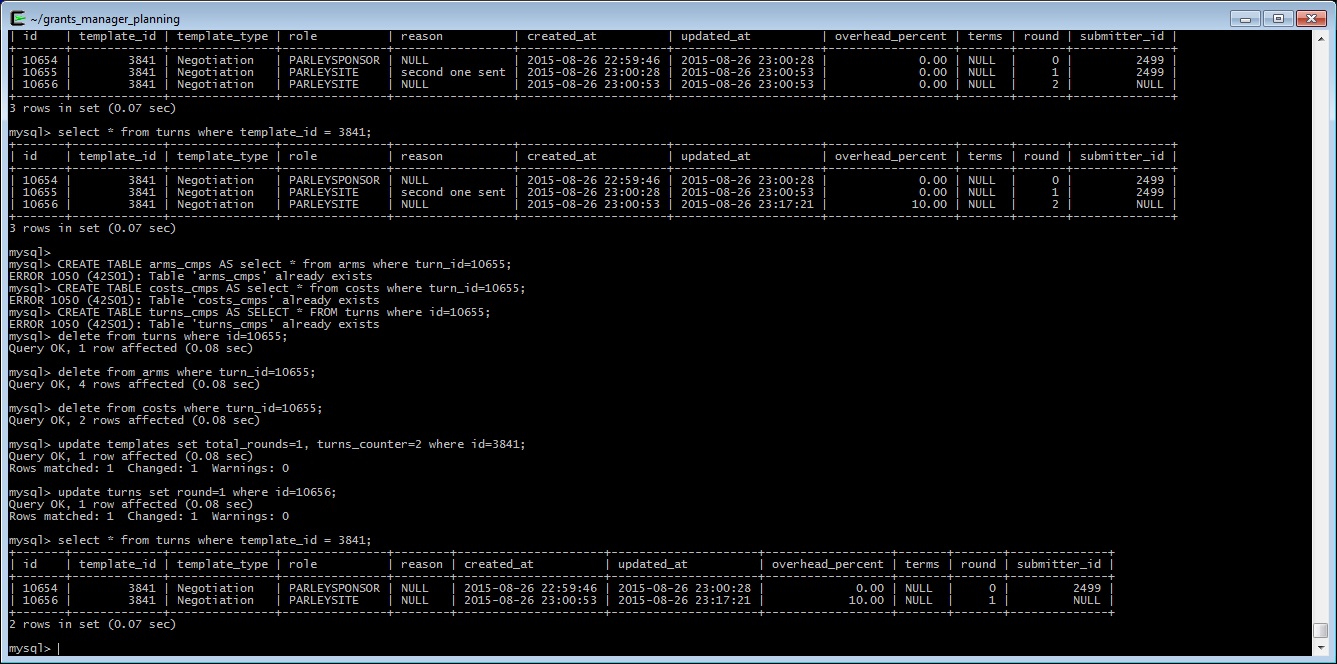 ~/grants_manager_planning
| id    | template_id | template_type | role          | reason          | created_at          | updated_at          | overhead_percent | terms | round | submitter_id |
+-------+-------------+---------------+---------------+-----------------+---------------------+---------------------+------------------+-------+-------+--------------+
| 10654 |        3841 | Negotiation   | PARLEYSPONSOR | NULL            | 2015-08-26 22:59:46 | 2015-08-26 23:00:28 |             0.00 | NULL  |     0 |         2499 |
| 10655 |        3841 | Negotiation   | PARLEYSITE    | second one sent | 2015-08-26 23:00:28 | 2015-08-26 23:00:53 |             0.00 | NULL  |     1 |         2499 |
| 10656 |        3841 | Negotiation   | PARLEYSITE    | NULL            | 2015-08-26 23:00:53 | 2015-08-26 23:00:53 |             0.00 | NULL  |     2 |         NULL |
+-------+-------------+---------------+---------------+-----------------+---------------------+---------------------+------------------+-------+-------+--------------+
3 rows in set (0.07 sec)
mysql> select * from turns where template_id = 3841;
+-------+-------------+---------------+---------------+-----------------+---------------------+---------------------+------------------+-------+-------+--------------+
| id    | template_id | template_type | role          | reason          | created_at          | updated_at          | overhead_percent | terms | round | submitter_id |
+-------+-------------+---------------+---------------+-----------------+---------------------+---------------------+------------------+-------+-------+--------------+
| 10654 |        3841 | Negotiation   | PARLEYSPONSOR | NULL            | 2015-08-26 22:59:46 | 2015-08-26 23:00:28 |             0.00 | NULL  |     0 |         2499 |
| 10655 |        3841 | Negotiation   | PARLEYSITE    | second one sent | 2015-08-26 23:00:28 | 2015-08-26 23:00:53 |             0.00 | NULL  |     1 |         2499 |
| 10656 |        3841 | Negotiation   | PARLEYSITE    | NULL            | 2015-08-26 23:00:53 | 2015-08-26 23:17:21 |            10.00 | NULL  |     2 |         NULL |
+-------+-------------+---------------+---------------+-----------------+---------------------+---------------------+------------------+-------+-------+--------------+
3 rows in set (0.07 sec)
mysql>
mysql> CREATE TABLE arms_cmps AS select * from arms where turn_id=10655;
ERROR 1050 (42S01): Table 'arms_cmps' already exists
mysql> CREATE TABLE costs_cmps AS select * from costs where turn_id=10655;
ERROR 1050 (42S01): Table 'costs_cmps' already exists
mysql> CREATE TABLE turns_cmps AS SELECT * FROM turns where id=10655;
ERROR 1050 (42S01): Table 'turns_cmps' already exists
mysql> delete from turns where id=10655;
Query OK, 1 row affected (0.08 sec)
mysql> delete from arms where turn_id=10655;
Query OK, 4 rows affected (0.08 sec)
mysql> delete from costs where turn_id=10655;
Query OK, 2 rows affected (0.08 sec)
mysql> update templates set total_rounds=1, turns_counter=2 where id=3841;
Query OK, 1 row affected (0.08 sec)
Rows matched: 1  Changed: 1  Warnings: 0
mysql> update turns set round=1 where id=10656;
Query OK, 1 row affected (0.08 sec)
Rows matched: 1  Changed: 1  Warnings: 0
mysql> select * from turns where template_id = 3841;
+-------+-------------+---------------+---------------+--------+---------------------+---------------------+------------------+-------+-------+--------------+
| id    | template_id | template_type | role          | reason | created_at          | updated_at          | overhead_percent | terms | round | submitter_id |
+-------+-------------+---------------+---------------+--------+---------------------+---------------------+------------------+-------+-------+--------------+
| 10654 |        3841 | Negotiation   | PARLEYSPONSOR | NULL   | 2015-08-26 22:59:46 | 2015-08-26 23:00:28 |             0.00 | NULL  |     0 |         2499 |
| 10656 |        3841 | Negotiation   | PARLEYSITE    | NULL   | 2015-08-26 23:00:53 | 2015-08-26 23:17:21 |            10.00 | NULL  |     1 |         NULL |
+-------+-------------+---------------+---------------+--------+---------------------+---------------------+------------------+-------+-------+--------------+
2 rows in set (0.07 sec)
mysql>